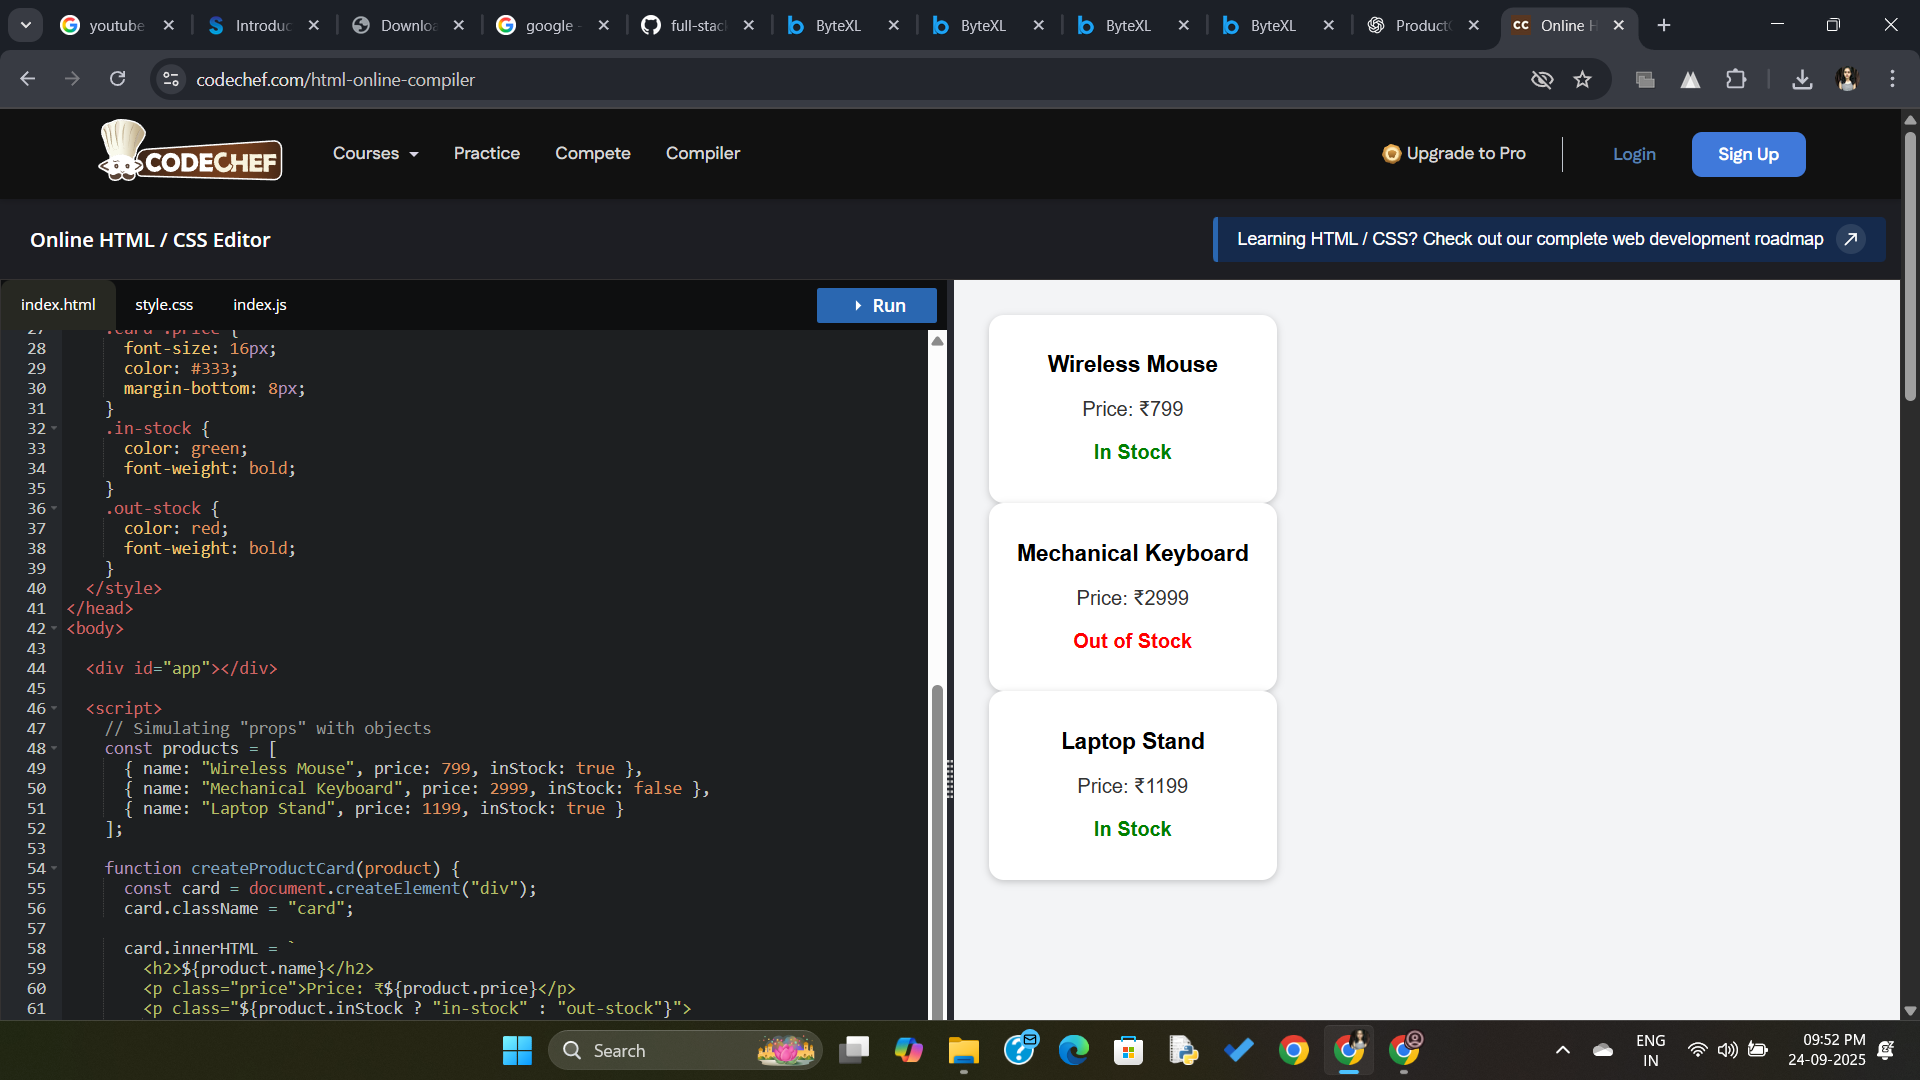 youtube
Introduc
Downloa
google -
full-stac
ByteXL
ByteXL
ByteXL
ByteXL
Product
CC Online H
codechef.com/html-online-compiler
CODECHEF
Courses
Practice
Compete
Compiler
Upgrade to Pro
Login
Sign Up
Online HTML / CSS Editor
Learning HTML / CSS? Check out our complete web development roadmap
index.html
style.css
index.js
Run
27 .card .price {
28 font-size: 16px;
29 color: #333;
30 margin-bottom: 8px;
31 }
32 .in-stock {
33 color: green;
34 font-weight: bold;
35 }
36 .out-stock {
37 color: red;
38 font-weight: bold;
39 }
40 </style>
41 </head>
42 <body>
43
44 <div id="app"></div>
45
46 <script>
47 // Simulating "props" with objects
48 const products = [
49 { name: "Wireless Mouse", price: 799, inStock: true },
50 { name: "Mechanical Keyboard", price: 2999, inStock: false },
51 { name: "Laptop Stand", price: 1199, inStock: true }
52 ];
53
54 function createProductCard(product) {
55 const card = document.createElement("div");
56 card.className = "card";
57
58 card.innerHTML = `
59 <h2>${product.name}</h2>
60 <p class="price">Price: ₹${product.price}</p>
61 <p class="${product.inStock ? "in-stock" : "out-stock"}">
Wireless Mouse
Price: ₹799
In Stock
Mechanical Keyboard
Price: ₹2999
Out of Stock
Laptop Stand
Price: ₹1199
In Stock
Search
ENG
IN
09:52 PM
24-09-2025